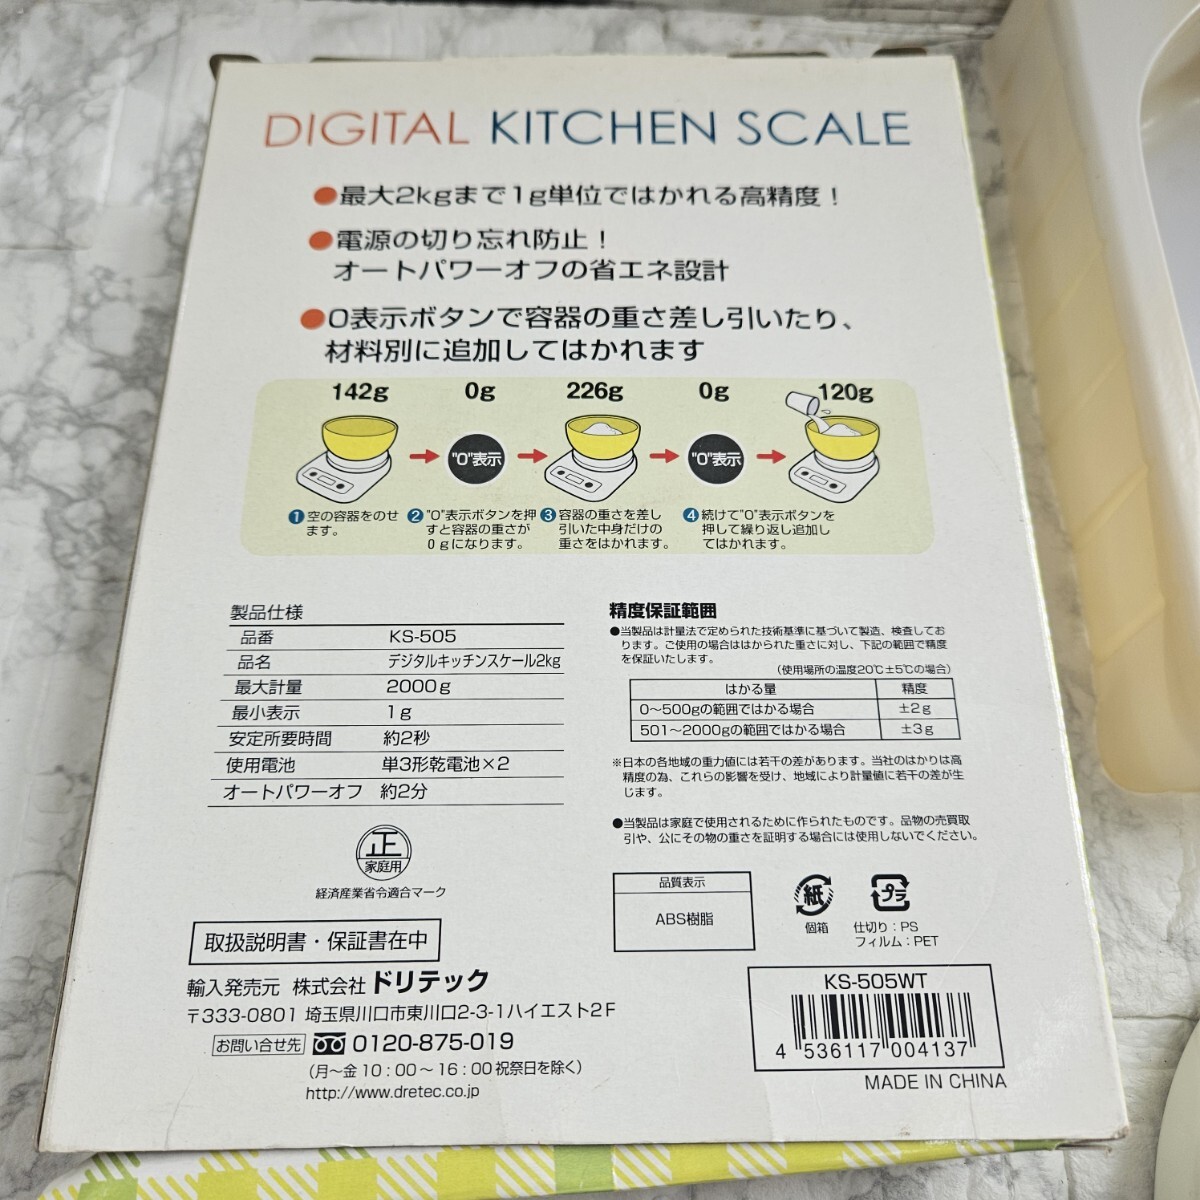 DIGITAL KITCHEN SCALE
●最大2kgまで1g単位ではかれる高精度！
●電源の切り忘れ防止！
オートパワーオフの省エネ設計
●0表示ボタンで容器の重さ差し引いたり、
材料別に追加してはかれます
142g 0g 226g 0g 120g
"0"表示 "0"表示
❶空の容器をのせ
ます。
❷"0"表示ボタンを押
すと容器の重さが
0gになります。
❸容器の重さを差し
引いた中身だけの
重さをはかれます。
❹続けて"0"表示ボタンを
押して繰り返し追加し
てはかれます。
製品仕様
品番 KS-505
品名 デジタルキッチンスケール2kg
最大計量 2000g
最小表示 1g
安定所要時間 約2秒
使用電池 単3形乾電池×2
オートパワーオフ 約2分
正
家庭用
経済産業省令適合マーク
取扱説明書・保証書在中
輸入発売元 株式会社ドリテック
〒333-0801 埼玉県川口市東川口2-3-1ハイエスト2F
お問い合せ先 0120-875-019
（月～金10：00～16：00祝祭日を除く）
http://www.dretec.co.jp
精度保証範囲
●当製品は計量法で定められた技術基準に基づいて製造、検査してお
ります。ご使用の場合ははかられた重さに対し、下記の範囲で精度
を保証いたします。
（使用場所の温度20℃±5℃の場合）
はかる量 精度
0～500gの範囲ではかる場合 ±2g
501～2000gの範囲ではかる場合 ±3g
※日本の各地域の重力値には若干の差があります。当社のはかりは高
精度の為、これらの影響を受け、地域により計量値に若干の差が生
じます。
●当製品は家庭で使用されるために作られたものです。品物の売買取
引や、公にその物の重さを証明する場合には使用しないでください。
品質表示
ABS樹脂
紙
個箱
プラ
仕切り：PS
フィルム：PET
KS-505WT
4 536117 004137
MADE IN CHINA